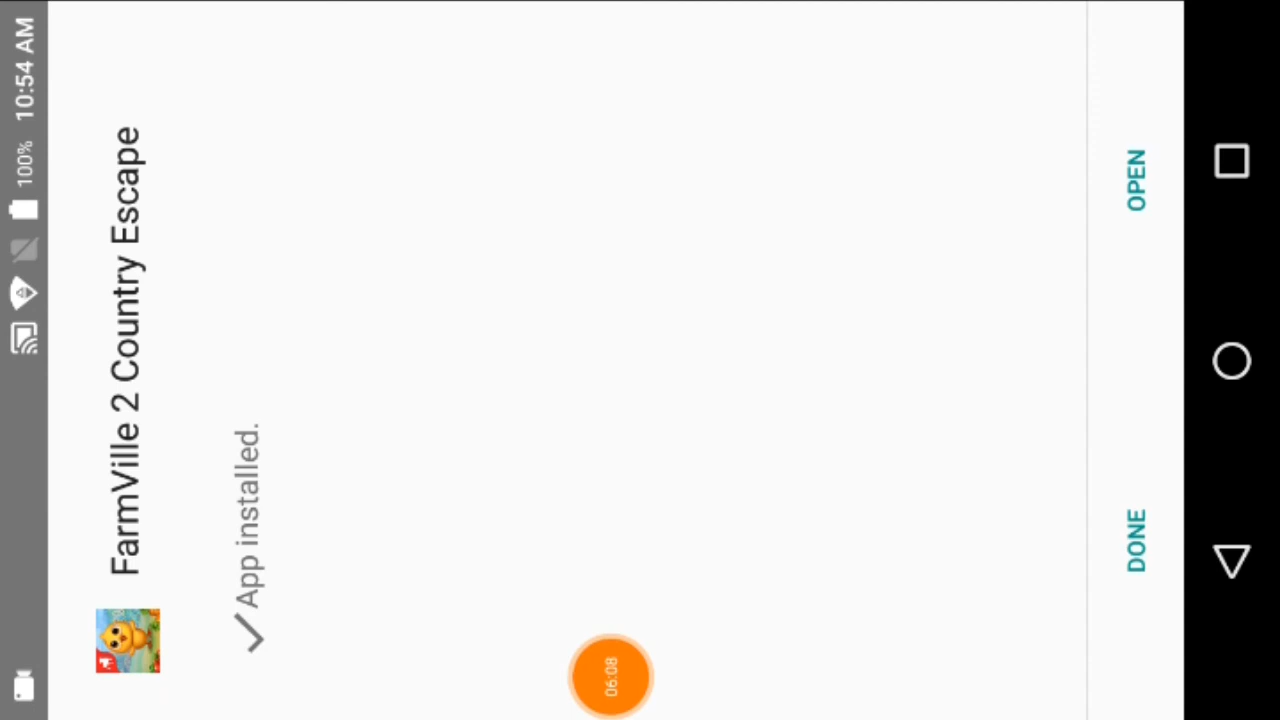 100% 10:54 AM
FarmVille 2 Country Escape
App installed.
06:08
DONE OPEN